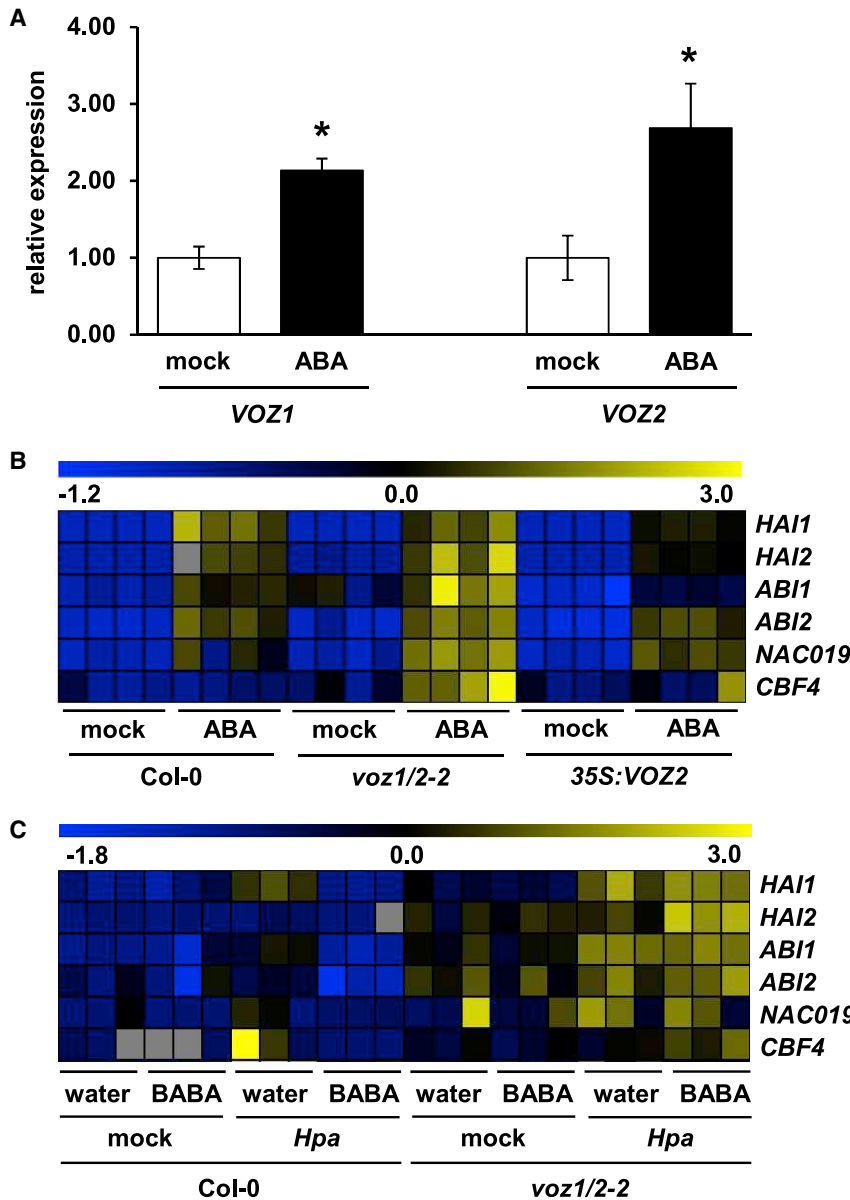 A
4.00
3.00
2.00
1.00
0.00
relative expression
*
*
mock ABA mock ABA
VOZ1 VOZ2
B
-1.2 0.0 3.0
HAI1
HAI2
ABI1
ABI2
NAC019
CBF4
mock ABA mock ABA mock ABA
Col-0 voz1/2-2 35S:VOZ2
C
-1.8 0.0 3.0
HAI1
HAI2
ABI1
ABI2
NAC019
CBF4
water BABA water BABA water BABA water BABA
mock Hpa mock Hpa
Col-0 voz1/2-2